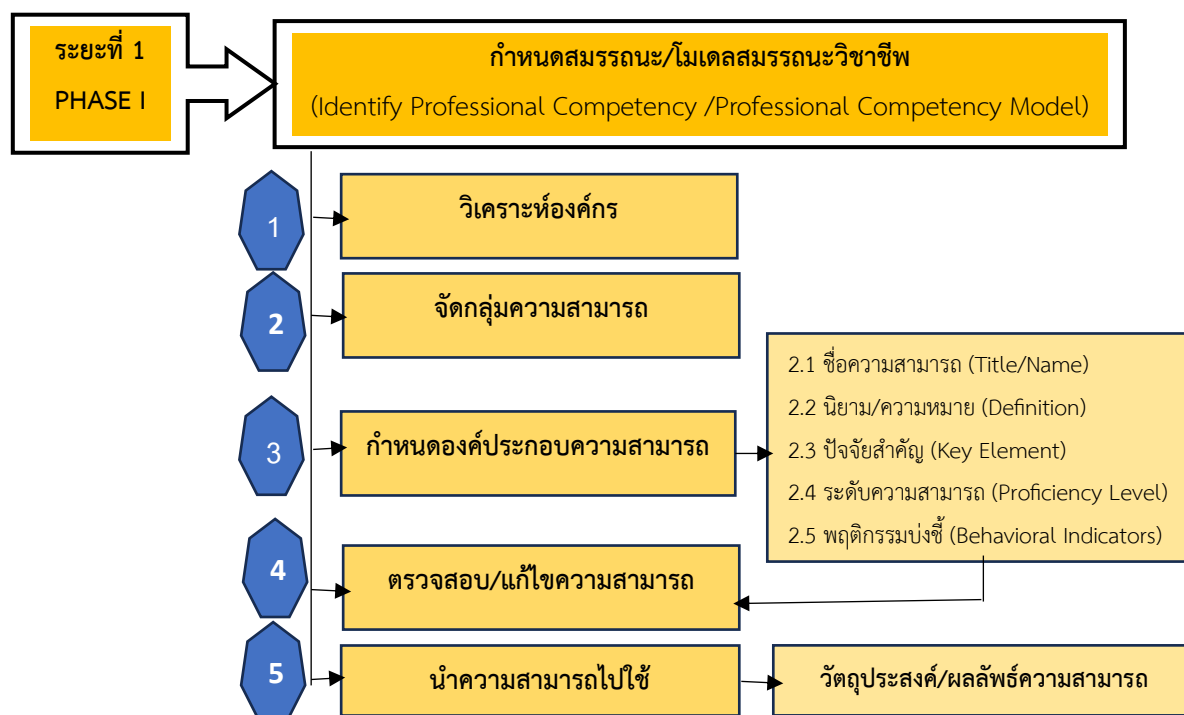 ระยะที่ 1
PHASE I
กำหนดสมรรถนะ/โมเดลสมรรถนะวิชาชีพ
(Identify Professional Competency /Professional Competency Model)
1
วิเคราะห์องค์กร
2
จัดกลุ่มความสามารถ
3
กำหนดองค์ประกอบความสามารถ
2.1 ชื่อความสามารถ (Title/Name)
2.2 นิยาม/ความหมาย (Definition)
2.3 ปัจจัยสำคัญ (Key Element)
2.4 ระดับความสามารถ (Proficiency Level)
2.5 พฤติกรรมบ่งชี้ (Behavioral Indicators)
4
ตรวจสอบ/แก้ไขความสามารถ
5
นำความสามารถไปใช้
วัตถุประสงค์/ผลลัพธ์ความสามารถ